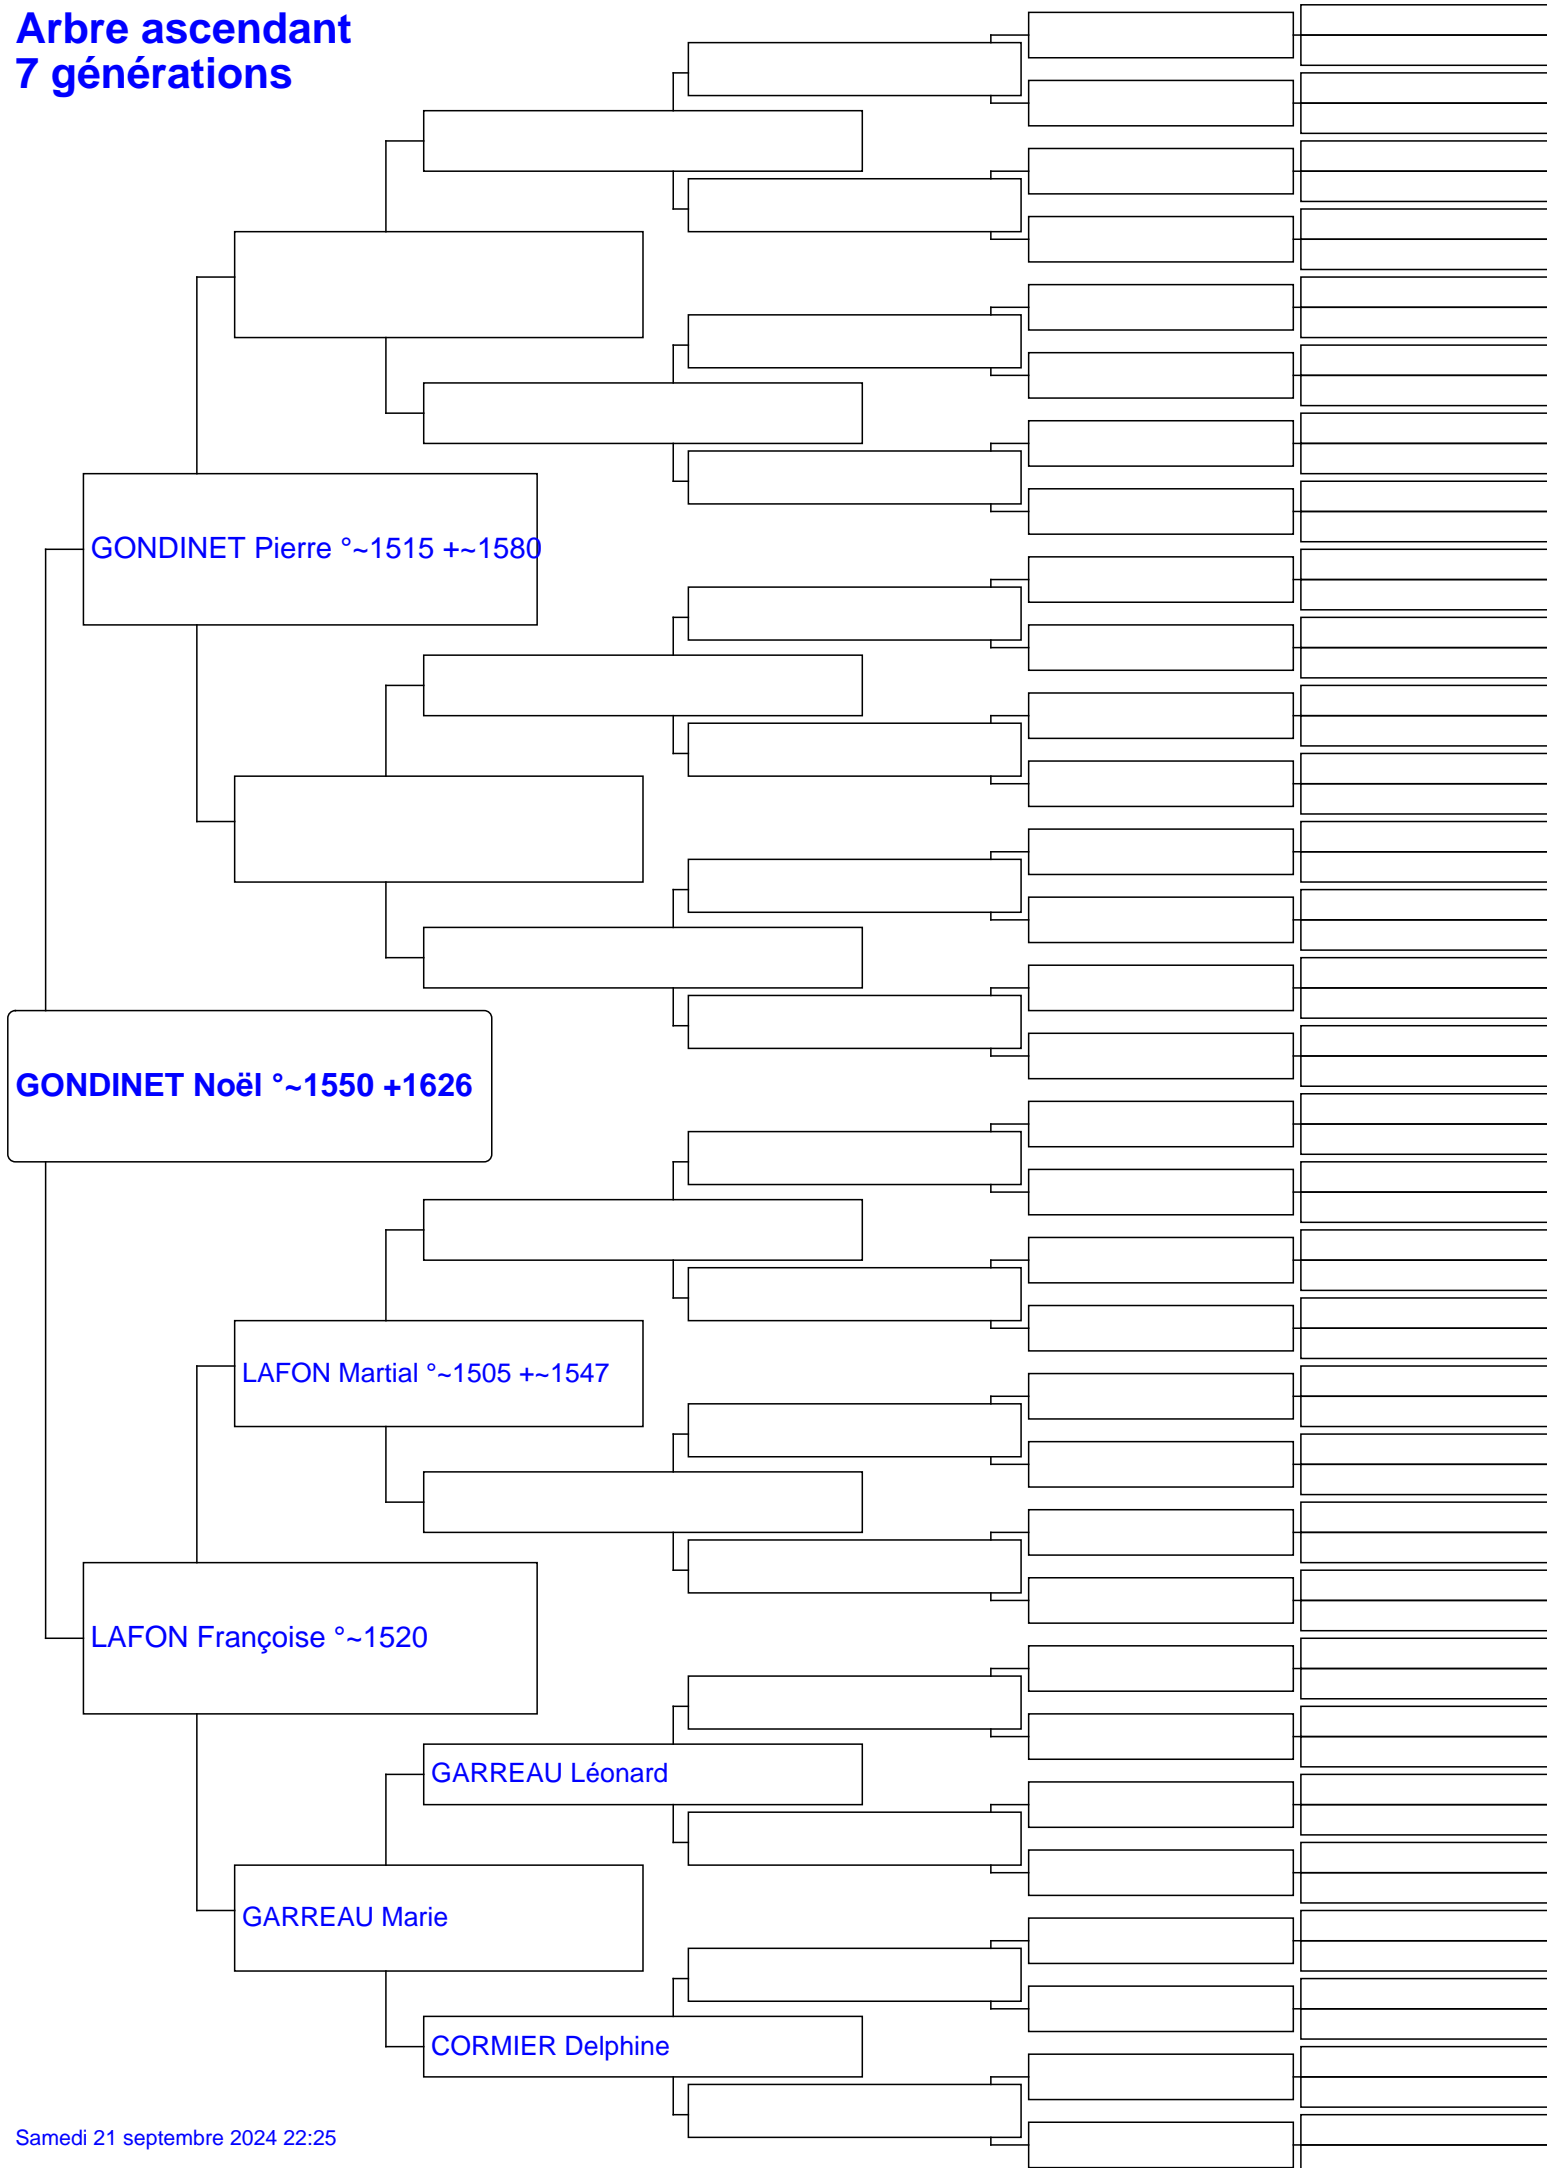 Arbre ascendant
7 générations
GONDINET Pierre °~1515 +~1580
GONDINET Noël °~1550 +1626
LAFON Martial °~1505 +~1547
LAFON Françoise °~1520
GARREAU Léonard
GARREAU Marie
CORMIER Delphine
Samedi 21 septembre 2024 22:25